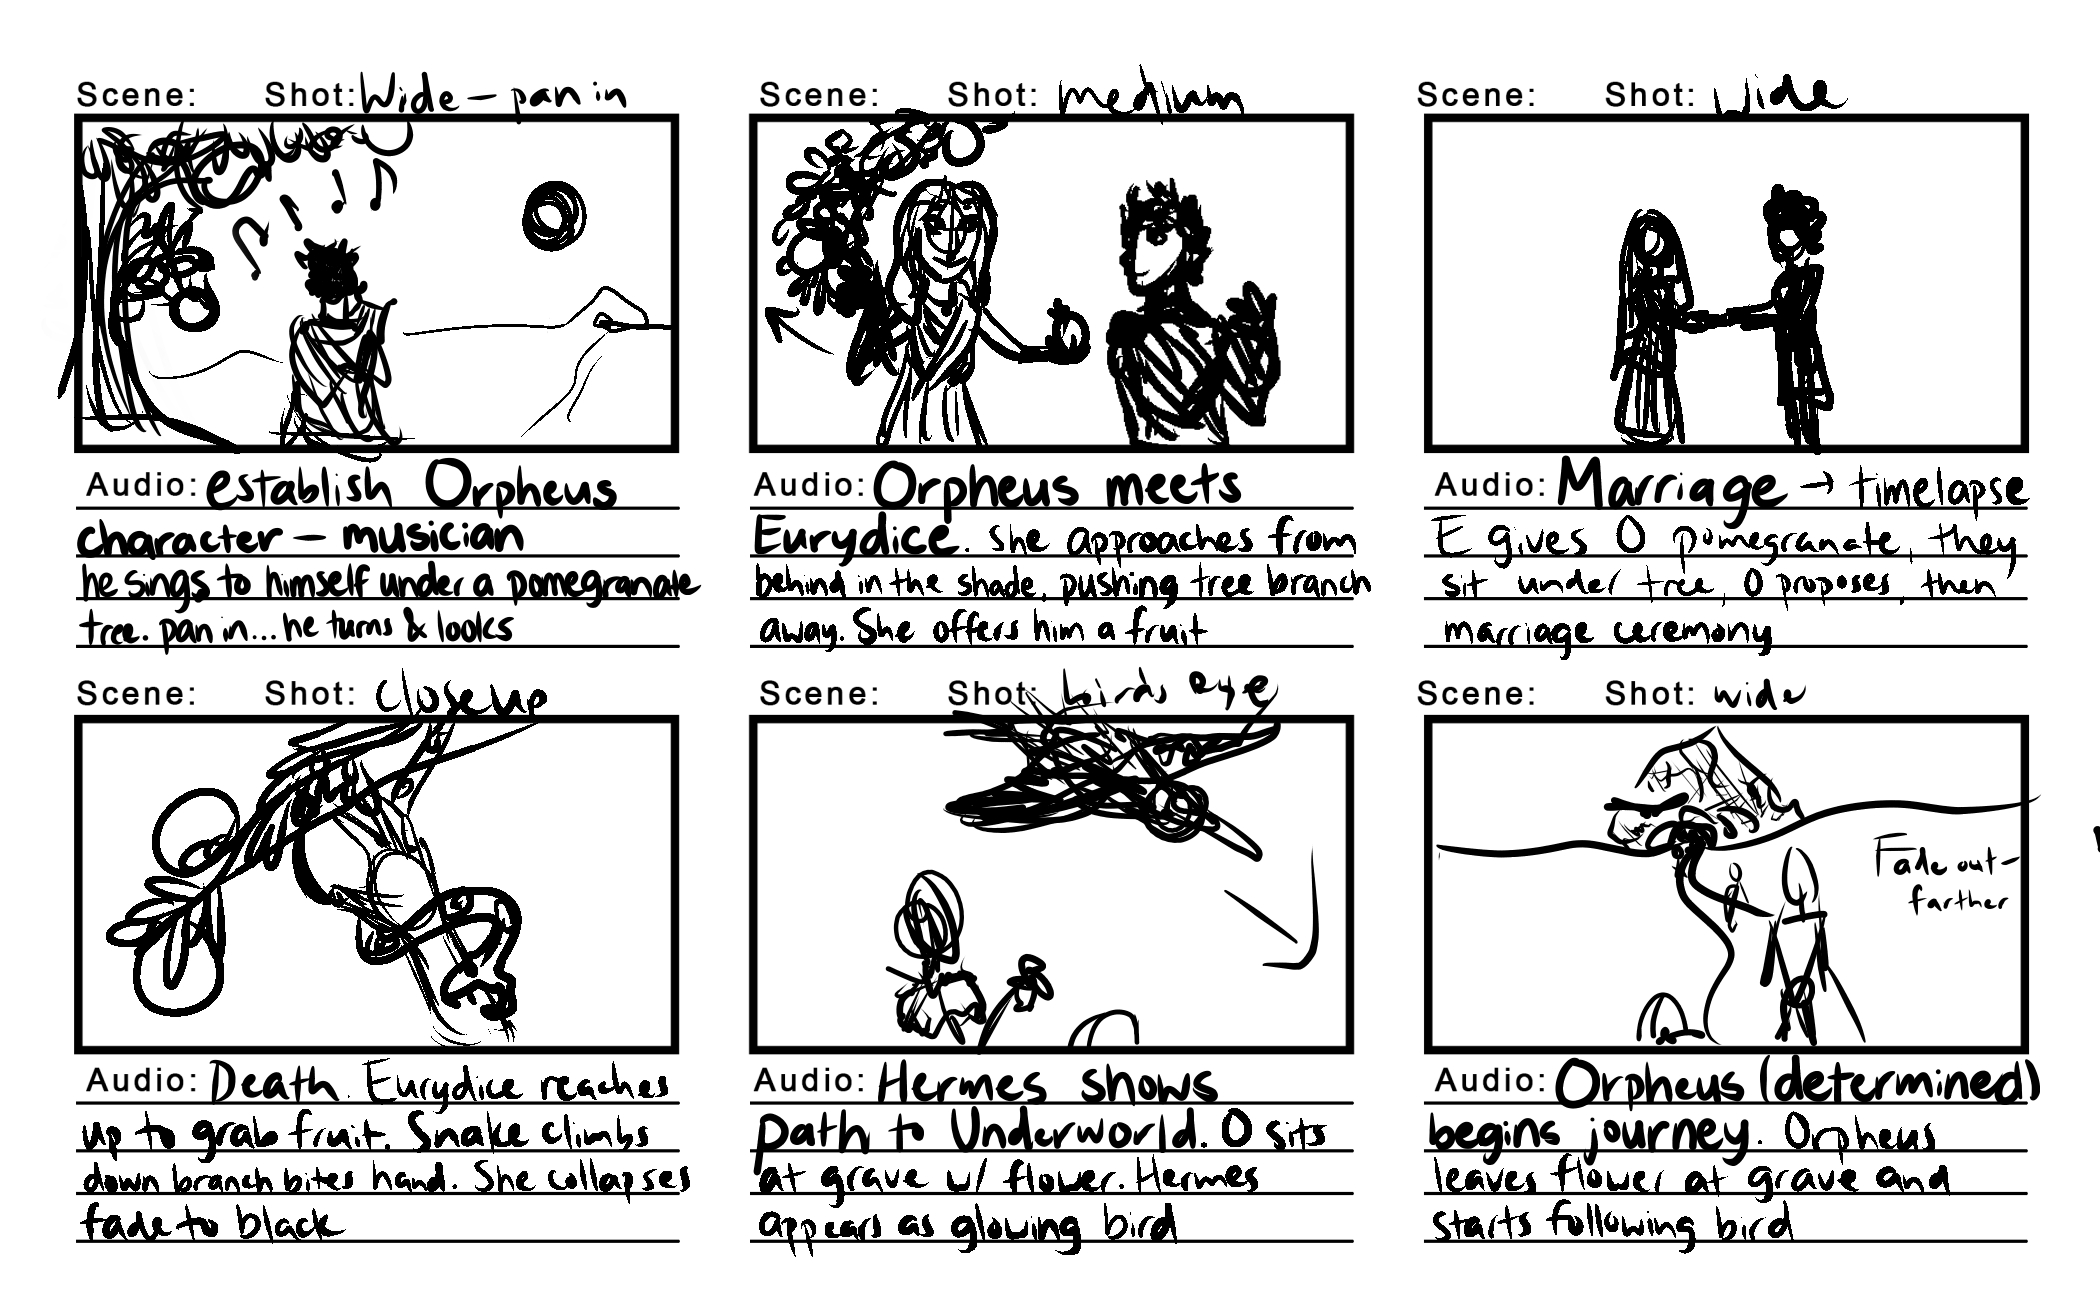 Scene: Shot: Wide - pan in
Audio: establish Orpheus
character - musician
he sings to himself under a pomegranate
tree. pan in... he turns & looks
Scene: Shot: medium
Audio: Orpheus meets
Eurydice. She approaches from
behind in the shade, pushing tree branch
away. She offers him a fruit
Scene: Shot: Wide
Audio: Marriage → timelapse
E gives O pomegranate, they
sit under tree, O proposes, then
marriage ceremony
Scene: Shot: closeup
Audio: Death. Eurydice reaches
up to grab fruit. Snake climbs
down branch bites hand. She collapses
fade to black
Scene: Shot: birds eye
Audio: Hermes shows
path to Underworld. O sits
at grave w/ flower. Hermes
appears as glowing bird
Scene: Shot: wide
Fade out -
farther
Audio: Orpheus (determined)
begins journey. Orpheus
leaves flower at grave and
starts following bird